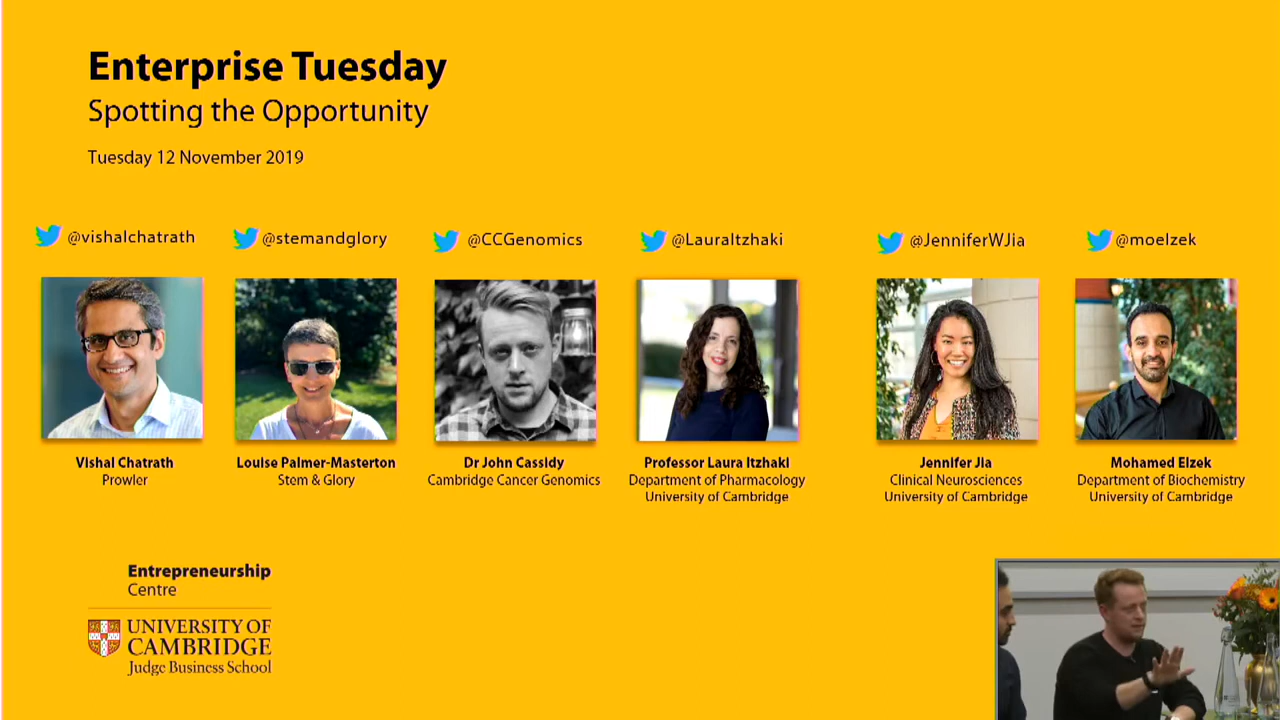 Enterprise Tuesday
Spotting the Opportunity
Tuesday 12 November 2019
@vishalchatrath
@stemandglory
@CCGenomics
@LauraItzhaki
@JenniferWJia
@moelzek
Vishal Chatrath
Prowler
Louise Palmer-Masterton
Stem & Glory
Dr John Cassidy
Cambridge Cancer Genomics
Professor Laura Itzhaki
Department of Pharmacology
University of Cambridge
Jennifer Jia
Clinical Neurosciences
University of Cambridge
Mohamed Elzek
Department of Biochemistry
University of Cambridge
Entrepreneurship
Centre
UNIVERSITY OF
CAMBRIDGE
Judge Business School